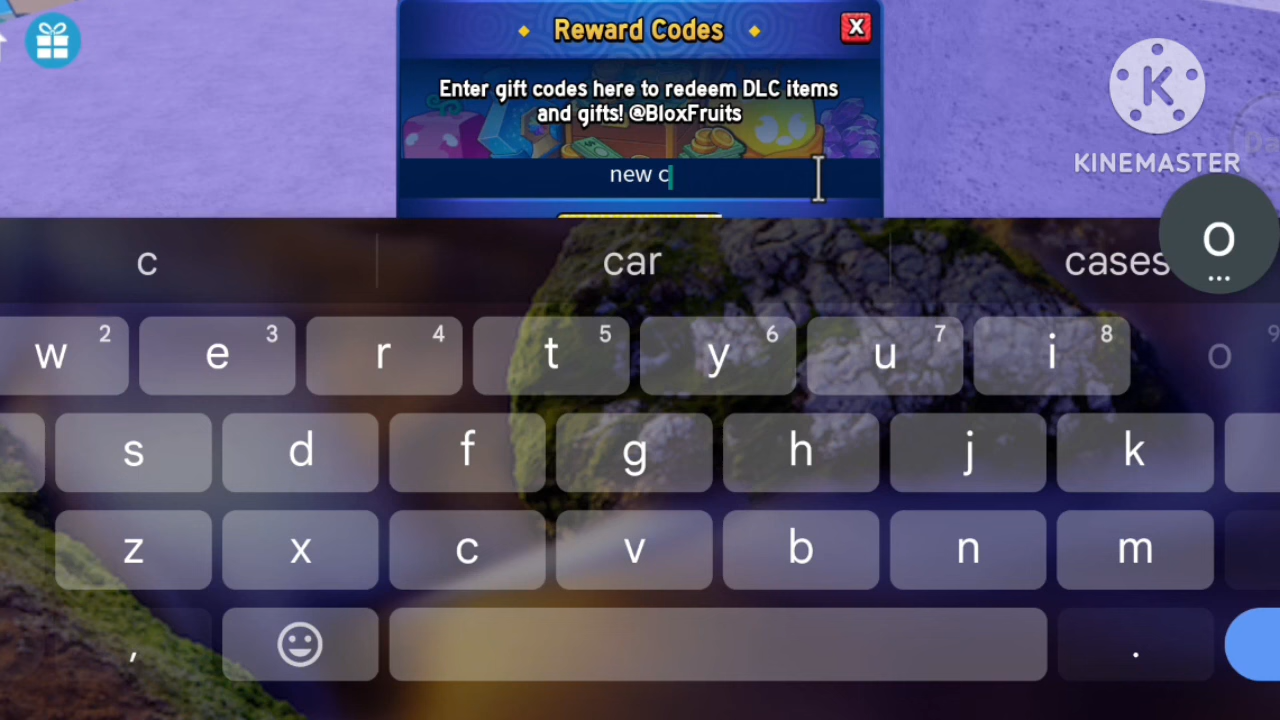 Reward Codes
X
Enter gift codes here to redeem DLC items
and gifts! @BloxFruits
new c
K
KINEMASTER
c car cases
o
...
w 2 e 3 r 4 t 5 y 6 u 7 i 8 o 9
s d f g h j k
z x c v b n m
, .